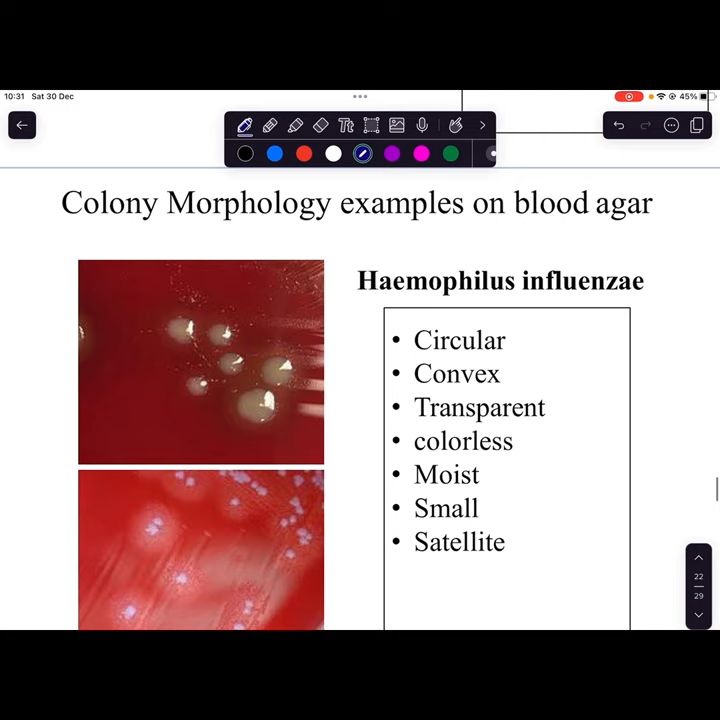 10:31 Sat 30 Dec
45%
Tt
Colony Morphology examples on blood agar
Haemophilus influenzae
• Circular
• Convex
• Transparent
• colorless
• Moist
• Small
• Satellite
22
29